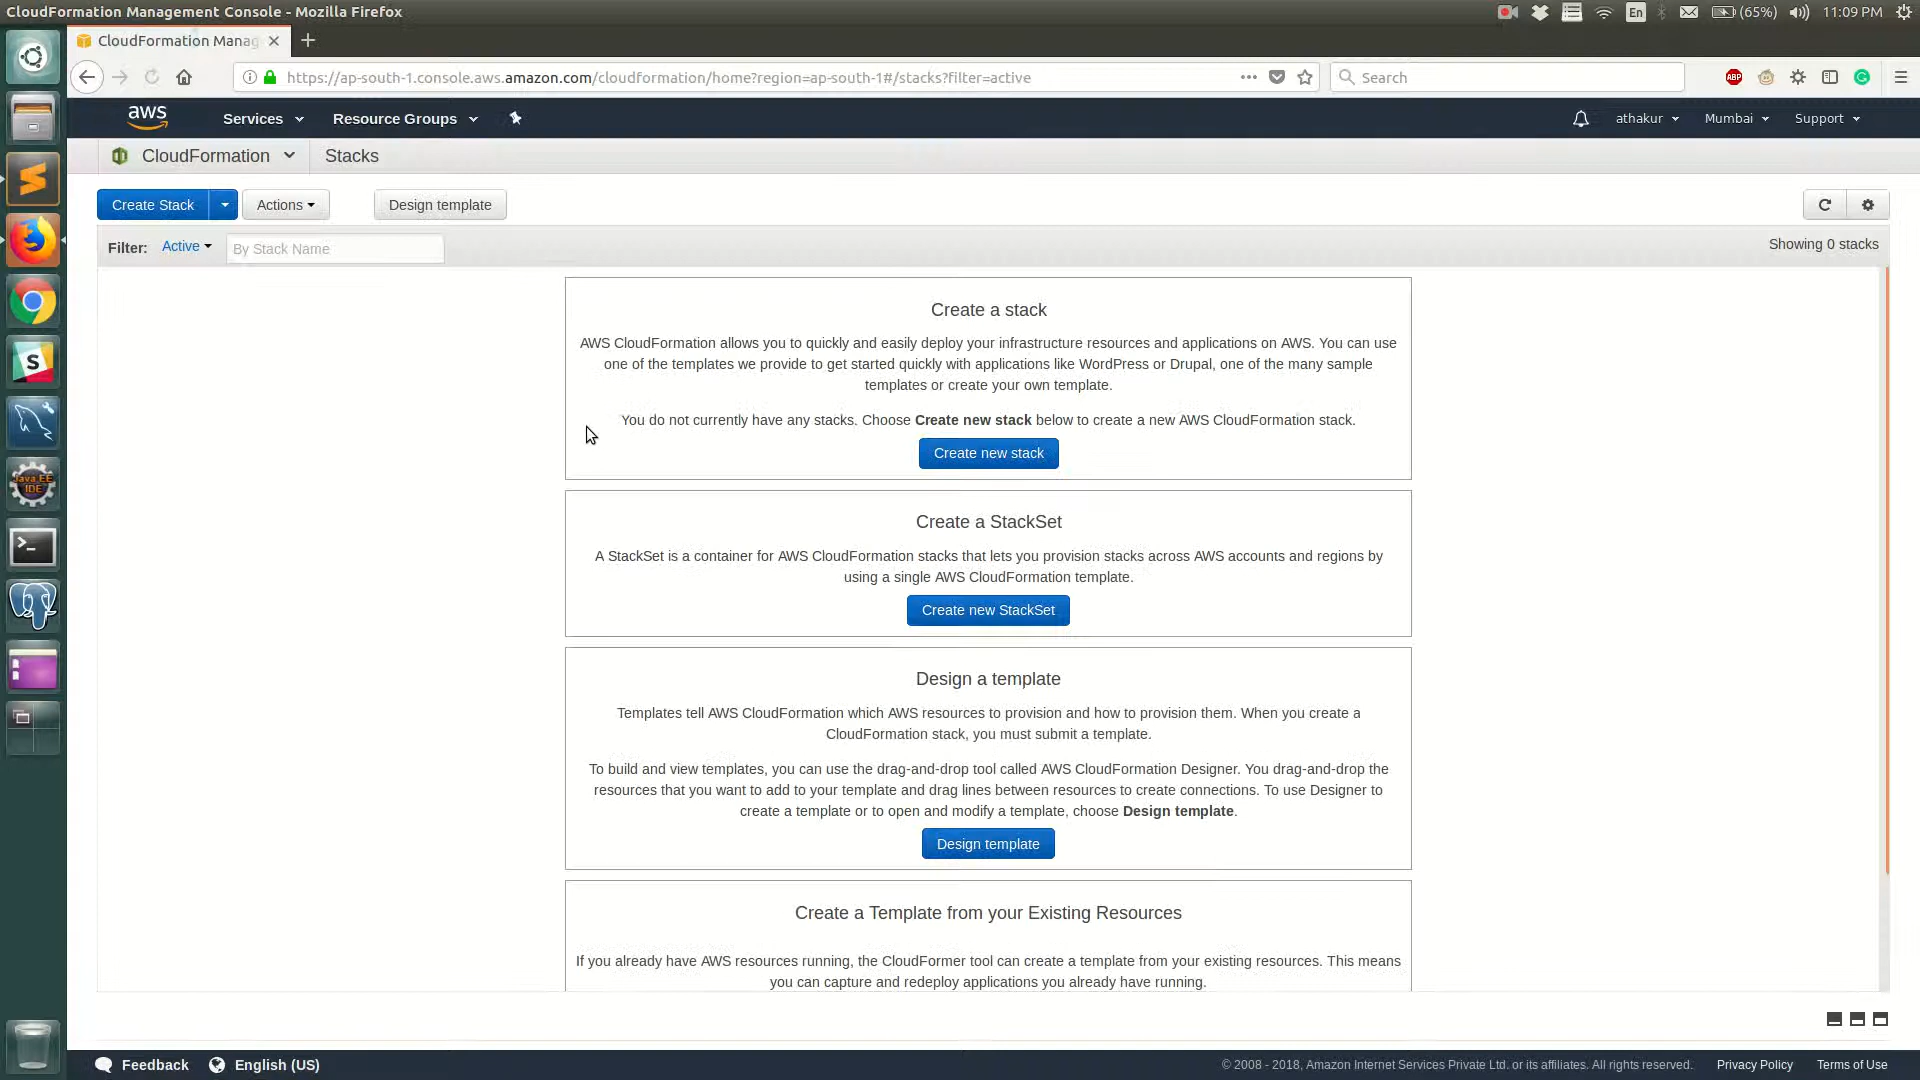 CloudFormation Management Console - Mozilla Firefox
En
(65%)
11:09 PM
CloudFormation Manag
https://ap-south-1.console.aws.amazon.com/cloudformation/home?region=ap-south-1#/stacks?filter=active
Search
ABP
aws
Services
Resource Groups
athakur
Mumbai
Support
CloudFormation
Stacks
Create Stack
Actions
Design template
Filter:
Active
By Stack Name
Showing 0 stacks
Create a stack
AWS CloudFormation allows you to quickly and easily deploy your infrastructure resources and applications on AWS. You can use
one of the templates we provide to get started quickly with applications like WordPress or Drupal, one of the many sample
templates or create your own template.
You do not currently have any stacks. Choose Create new stack below to create a new AWS CloudFormation stack.
Create new stack
Create a StackSet
A StackSet is a container for AWS CloudFormation stacks that lets you provision stacks across AWS accounts and regions by
using a single AWS CloudFormation template.
Create new StackSet
Design a template
Templates tell AWS CloudFormation which AWS resources to provision and how to provision them. When you create a
CloudFormation stack, you must submit a template.
To build and view templates, you can use the drag-and-drop tool called AWS CloudFormation Designer. You drag-and-drop the
resources that you want to add to your template and drag lines between resources to create connections. To use Designer to
create a template or to open and modify a template, choose Design template.
Design template
Create a Template from your Existing Resources
If you already have AWS resources running, the CloudFormer tool can create a template from your existing resources. This means
you can capture and redeploy applications you already have running.
Java EE
IDE
Feedback
English (US)
© 2008 - 2018, Amazon Internet Services Private Ltd. or its affiliates. All rights reserved.
Privacy Policy
Terms of Use